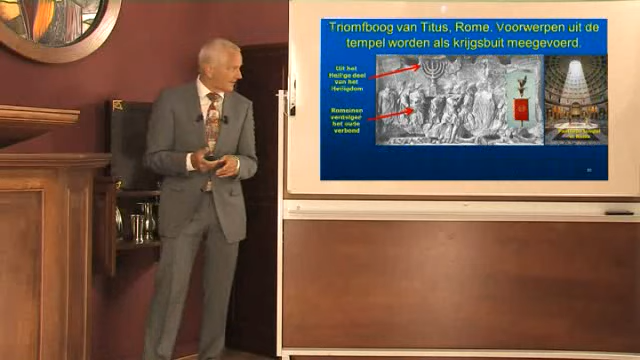 Triomfboog van Titus, Rome. Voorwerpen uit de
tempel worden als krijgsbuit meegevoerd.
Uit het
Heilige deel
van het
Heiligdom
Romeinen
het oude
verbond